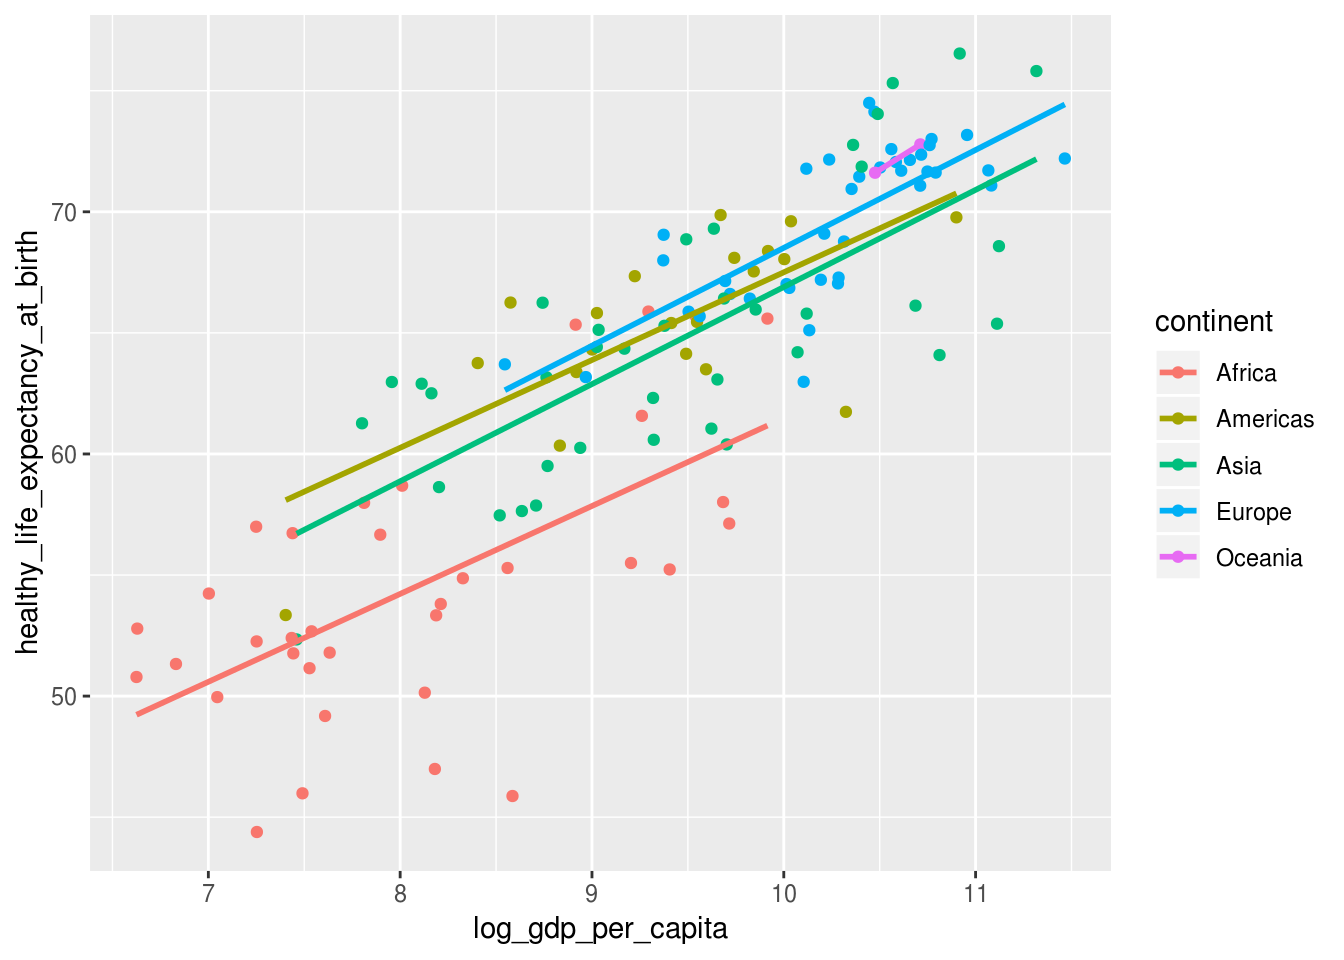 healthy_life_expectancy_at_birth
70
60
50
7 8 9 10 11
log_gdp_per_capita
continent
Africa
Americas
Asia
Europe
Oceania